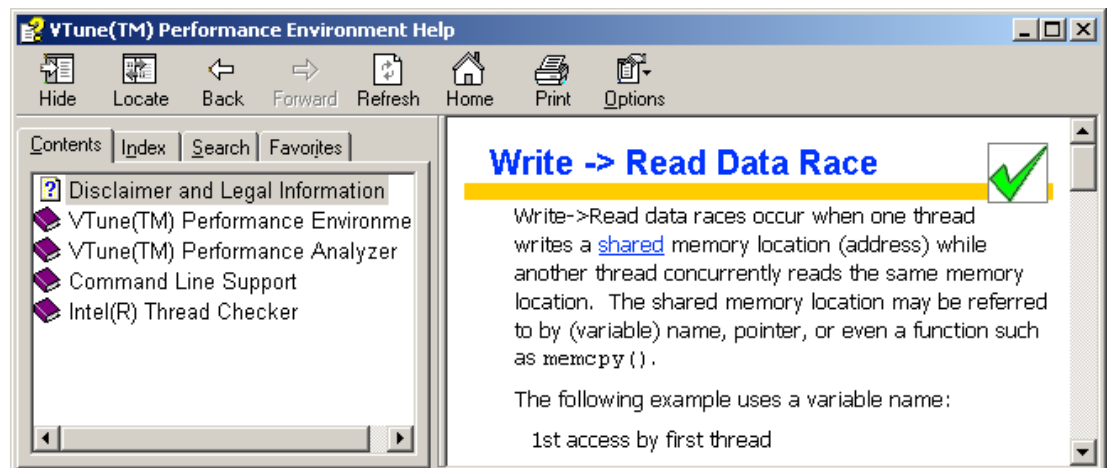 VTune(TM) Performance Environment Help
Hide Locate Back Forward Refresh Home Print Options
Contents Index Search Favorites
Disclaimer and Legal Information
VTune(TM) Performance Environme
VTune(TM) Performance Analyzer
Command Line Support
Intel(R) Thread Checker
Write -> Read Data Race
Write->Read data races occur when one thread
writes a shared memory location (address) while
another thread concurrently reads the same memory
location. The shared memory location may be referred
to by (variable) name, pointer, or even a function such
as memcpy().
The following example uses a variable name:
1st access by first thread